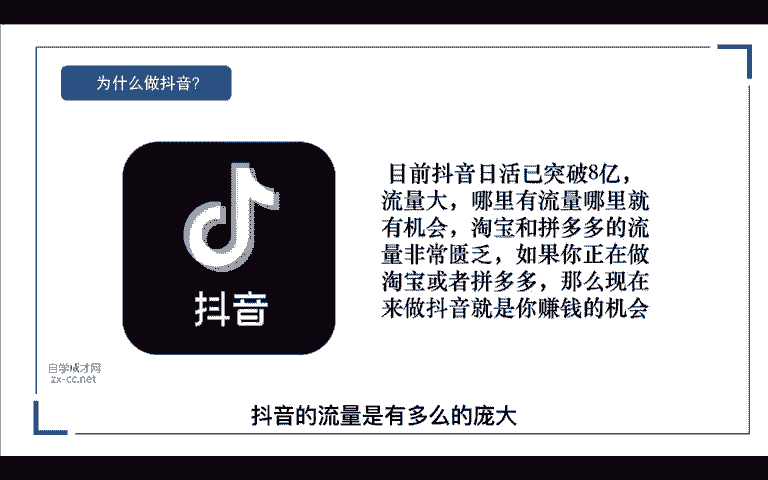 为什么做抖音?
目前抖音日活已突破8亿，
流量大，哪里有流量哪里就
有机会，淘宝和拼多多的流
量非常匮乏，如果你正在做
淘宝或者拼多多，那么现在
来做抖音就是你赚钱的机会
抖音
自学成才网
zx-cc.net
抖音的流量是有多么的庞大